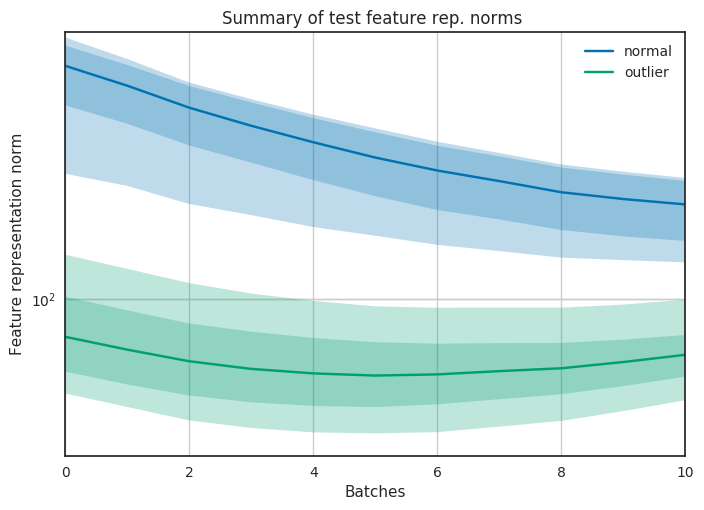 Summary of test feature rep. norms
normal
outlier
Feature representation norm
10²
0 2 4 6 8 10
Batches